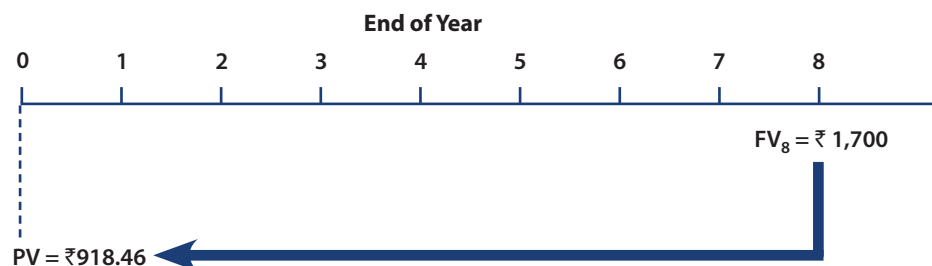 End of Year
0 1 2 3 4 5 6 7 8
FV₈ = ₹ 1,700
PV = ₹918.46